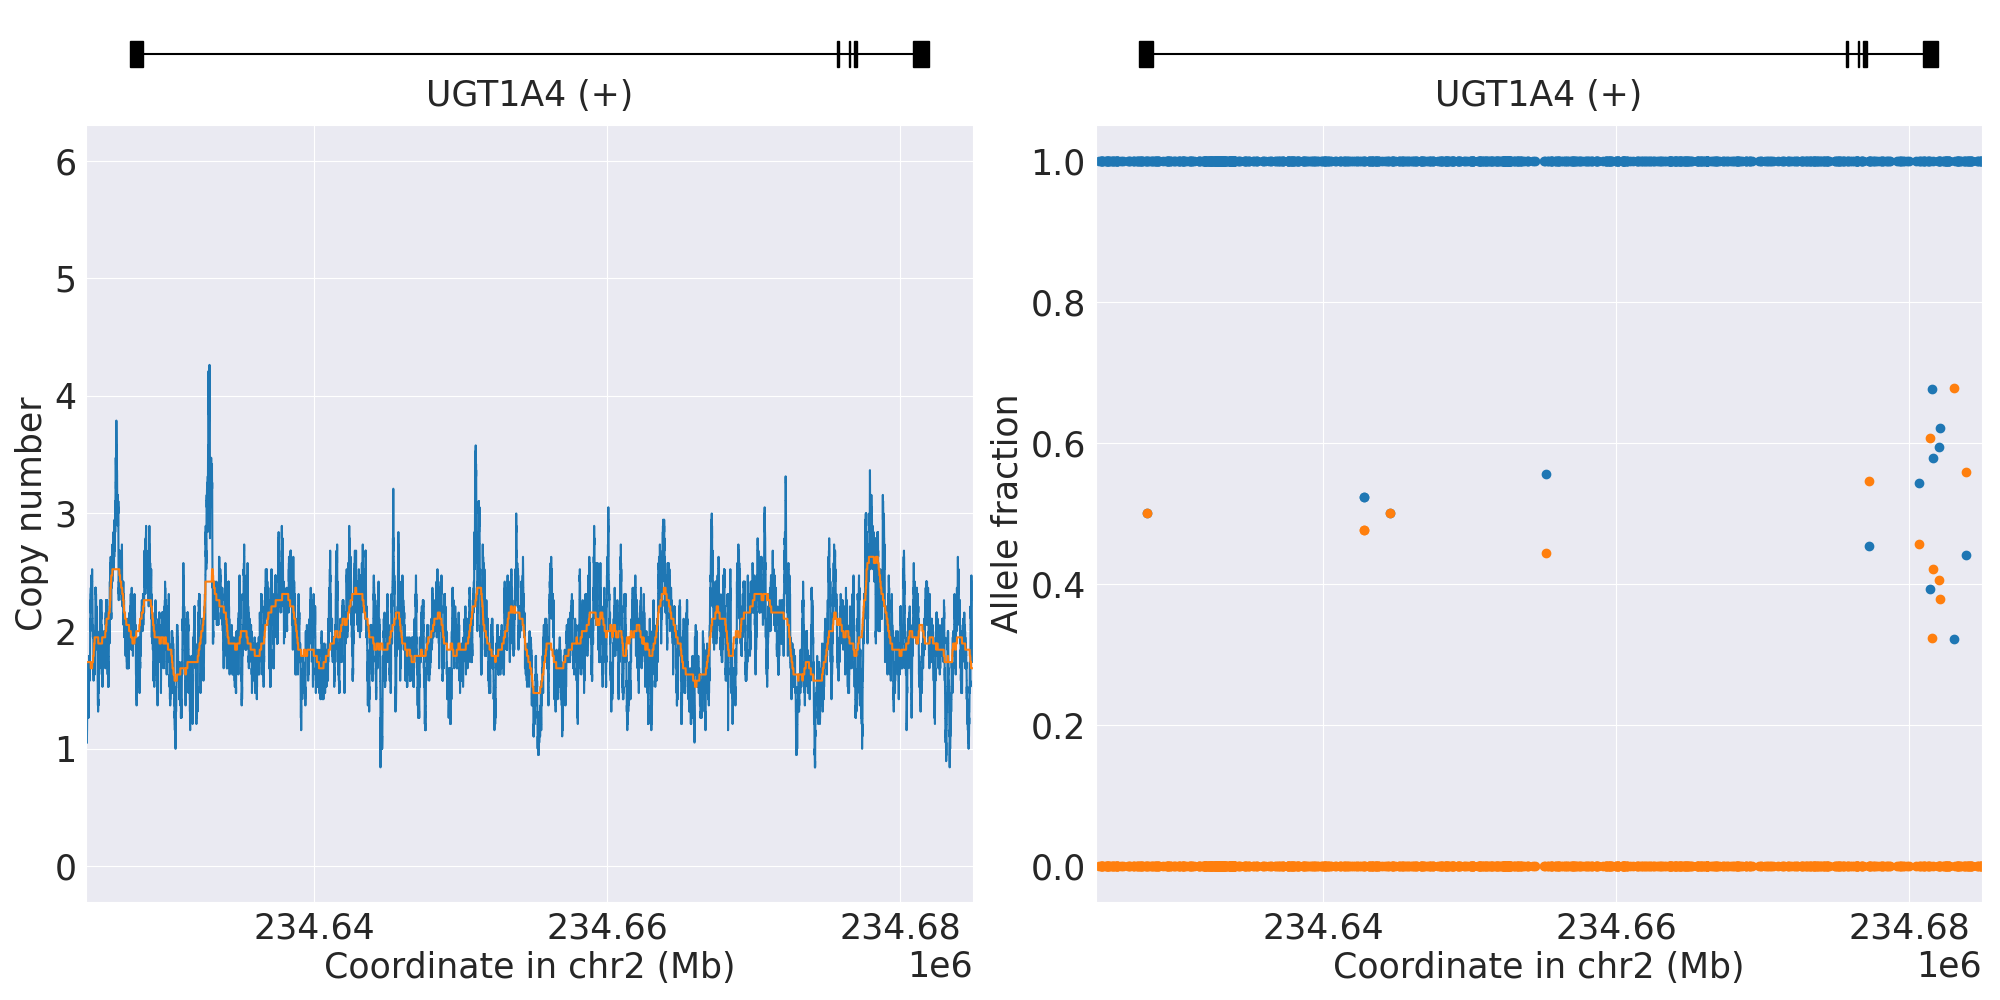 UGT1A4 (+)
Copy number
6
5
4
3
2
1
0
234.64 234.66 234.68
1e6
Coordinate in chr2 (Mb)
UGT1A4 (+)
Allele fraction
1.0
0.8
0.6
0.4
0.2
0.0
234.64 234.66 234.68
1e6
Coordinate in chr2 (Mb)